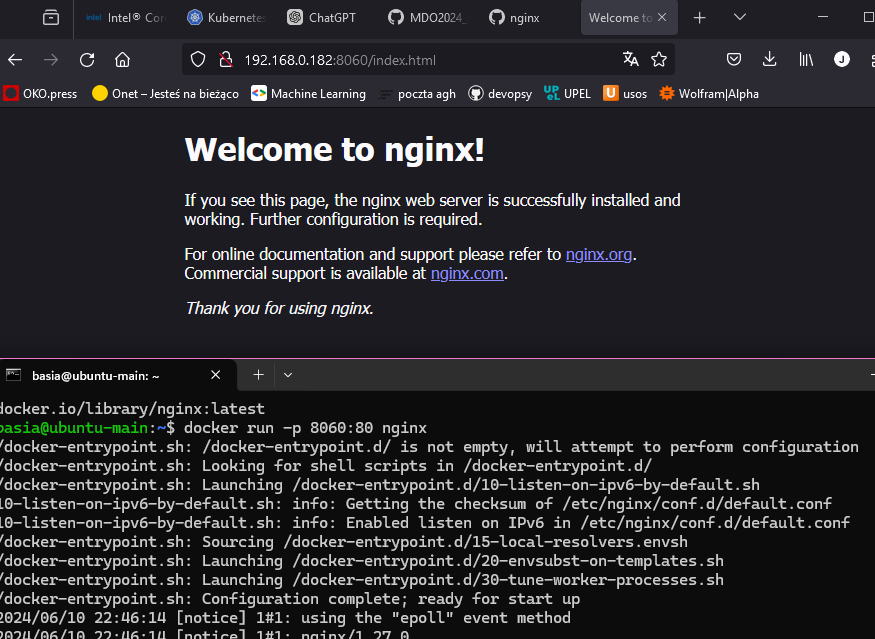 Intel® Cor
Kubernetes
ChatGPT
MDO2024_
nginx
Welcome to
192.168.0.182:8060/index.html
OKO.press
Onet – Jesteś na bieżąco
Machine Learning
poczta agh
devopsy
UPEL
usos
Wolfram|Alpha
Welcome to nginx!
If you see this page, the nginx web server is successfully installed and
working. Further configuration is required.
For online documentation and support please refer to nginx.org.
Commercial support is available at nginx.com.
Thank you for using nginx.
basia@ubuntu-main: ~
docker.io/library/nginx:latest
basia@ubuntu-main:~$ docker run -p 8060:80 nginx
/docker-entrypoint.sh: /docker-entrypoint.d/ is not empty, will attempt to perform configuration
/docker-entrypoint.sh: Looking for shell scripts in /docker-entrypoint.d/
/docker-entrypoint.sh: Launching /docker-entrypoint.d/10-listen-on-ipv6-by-default.sh
10-listen-on-ipv6-by-default.sh: info: Getting the checksum of /etc/nginx/conf.d/default.conf
10-listen-on-ipv6-by-default.sh: info: Enabled listen on IPv6 in /etc/nginx/conf.d/default.conf
/docker-entrypoint.sh: Sourcing /docker-entrypoint.d/15-local-resolvers.envsh
/docker-entrypoint.sh: Launching /docker-entrypoint.d/20-envsubst-on-templates.sh
/docker-entrypoint.sh: Launching /docker-entrypoint.d/30-tune-worker-processes.sh
/docker-entrypoint.sh: Configuration complete; ready for start up
2024/06/10 22:46:14 [notice] 1#1: using the "epoll" event method
2024/06/10 22:46:14 [notice] 1#1: nginx/1.27.0